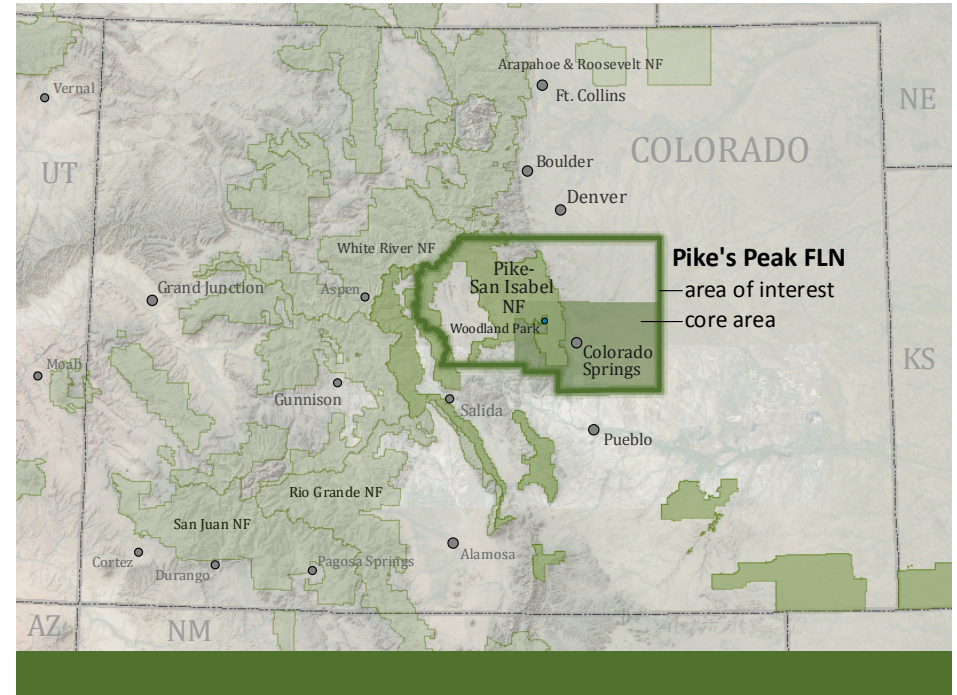 Arapahoe & Roosevelt NF
Vernal
Ft. Collins
NE
COLORADO
Boulder
UT
Denver
White River NF
Pike's Peak FLN
Pike-
San Isabel
NF
area of interest
Grand Junction
Aspen
core area
Woodland Park
Colorado
Springs
KS
Moab
Gunnison
Salida
Pueblo
Rio Grande NF
San Juan NF
Alamosa
Cortez
Pagosa Springs
Durango
AZ
NM